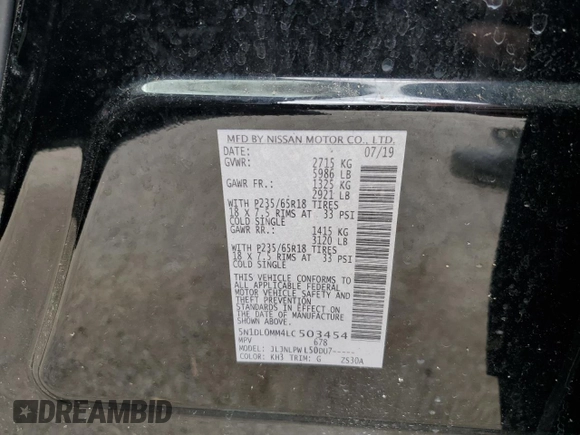 MFD BY NISSAN MOTOR CO., LTD.
DATE: - 07/19
GVWR: 2715 KG
5986 LB
GAWR FR.: 1325 KG
2921 LB
WITH P235/65R18 TIRES
18 X 7.5 RIMS AT 33 PSI
COLD SINGLE
GAWR RR.: 1415 KG
3120 LB
WITH P235/65R18 TIRES
18 X 7.5 RIMS AT 33 PSI
COLD SINGLE
THIS VEHICLE CONFORMS TO
ALL APPLICABLE FEDERAL
MOTOR VEHICLE SAFETY AND
THEFT PREVENTION
STANDARDS IN EFFECT ON
THE DATE OF MANUFACTURE
SHOWN ABOVE.
5N1DL0MM4LC503454
MPV 678
MODEL: JL3NLPWL50DU7-----
COLOR: KH3 TRIM: G 2S30A
DREAMBID